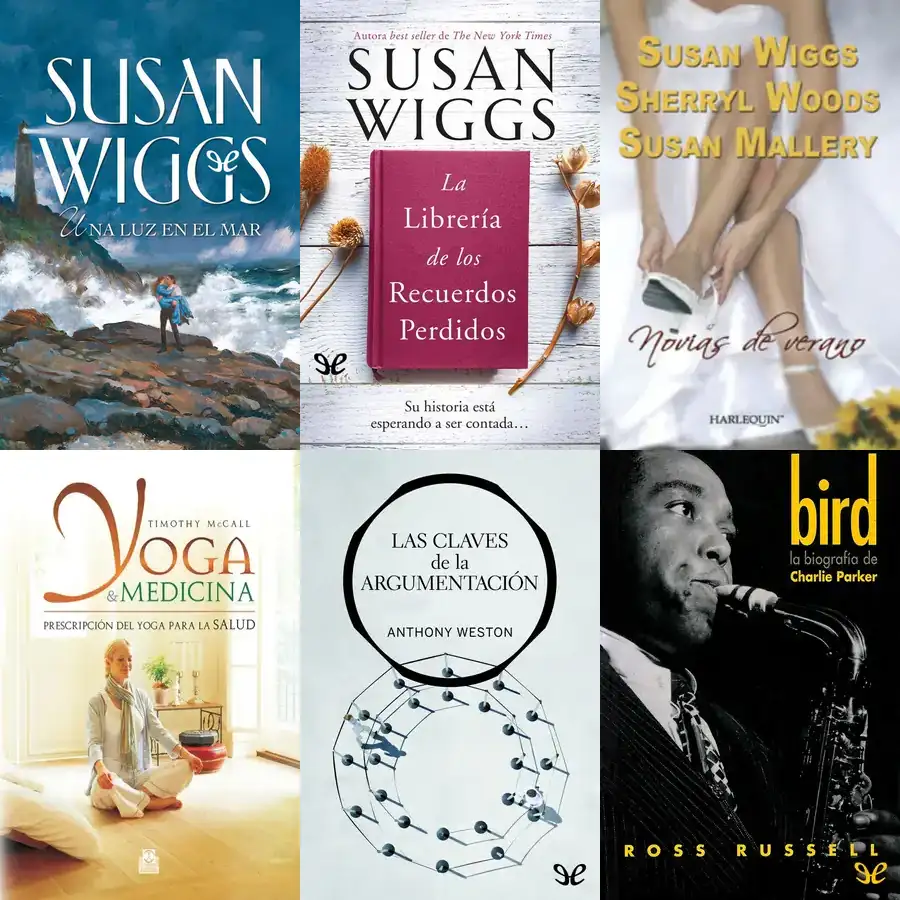 SUSAN
WIGGS
UNA LUZ EN EL MAR
Autora best seller de The New York Times
SUSAN
WIGGS
La
Librería
de los
Recuerdos
Perdidos
Su historia está
esperando a ser contada…
SUSAN WIGGS
SHERRYL WOODS
SUSAN MALLERY
Novias de verano
HARLEQUIN™
TIMOTHY McCALL
YOGA
& MEDICINA
PRESCRIPCIÓN DEL YOGA PARA LA SALUD
LAS CLAVES
de la
ARGUMENTACIÓN
ANTHONY WESTON
bird
la biografía de
Charlie Parker
ROSS RUSSELL